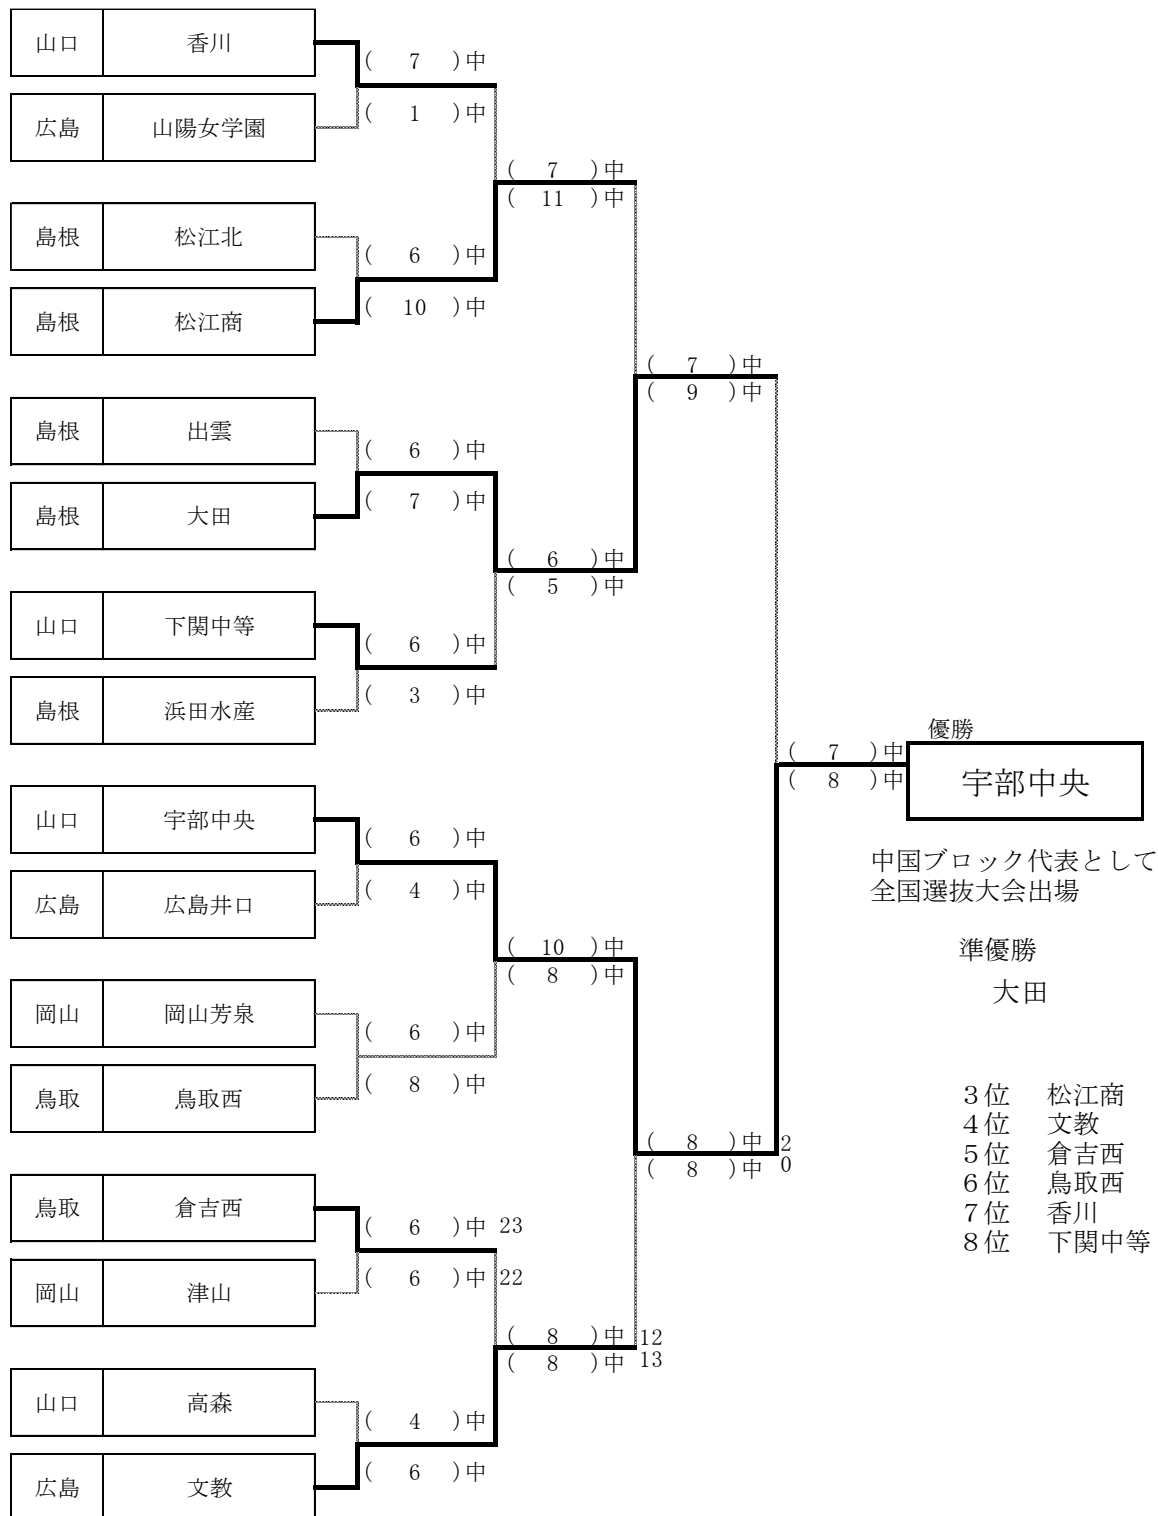 山口 香川
( 7 )中
( 1 )中
広島 山陽女学園
( 7 )中
( 11 )中
島根 松江北
( 6 )中
( 10 )中
島根 松江商
( 7 )中
( 9 )中
島根 出雲
( 6 )中
( 7 )中
島根 大田
( 6 )中
( 5 )中
山口 下関中等
( 6 )中
( 3 )中
島根 浜田水産
優勝
( 7 )中
( 8 )中
宇部中央
山口 宇部中央
( 6 )中
( 4 )中
広島 広島井口
中国ブロック代表として
全国選抜大会出場
( 10 )中
( 8 )中
準優勝
大田
岡山 岡山芳泉
( 6 )中
( 8 )中
鳥取 鳥取西
( 8 )中 2
( 8 )中 0
3位 松江商
4位 文教
5位 倉吉西
6位 鳥取西
7位 香川
8位 下関中等
鳥取 倉吉西
( 6 )中 23
( 6 )中 22
岡山 津山
( 8 )中 12
( 8 )中 13
山口 高森
( 4 )中
( 6 )中
広島 文教